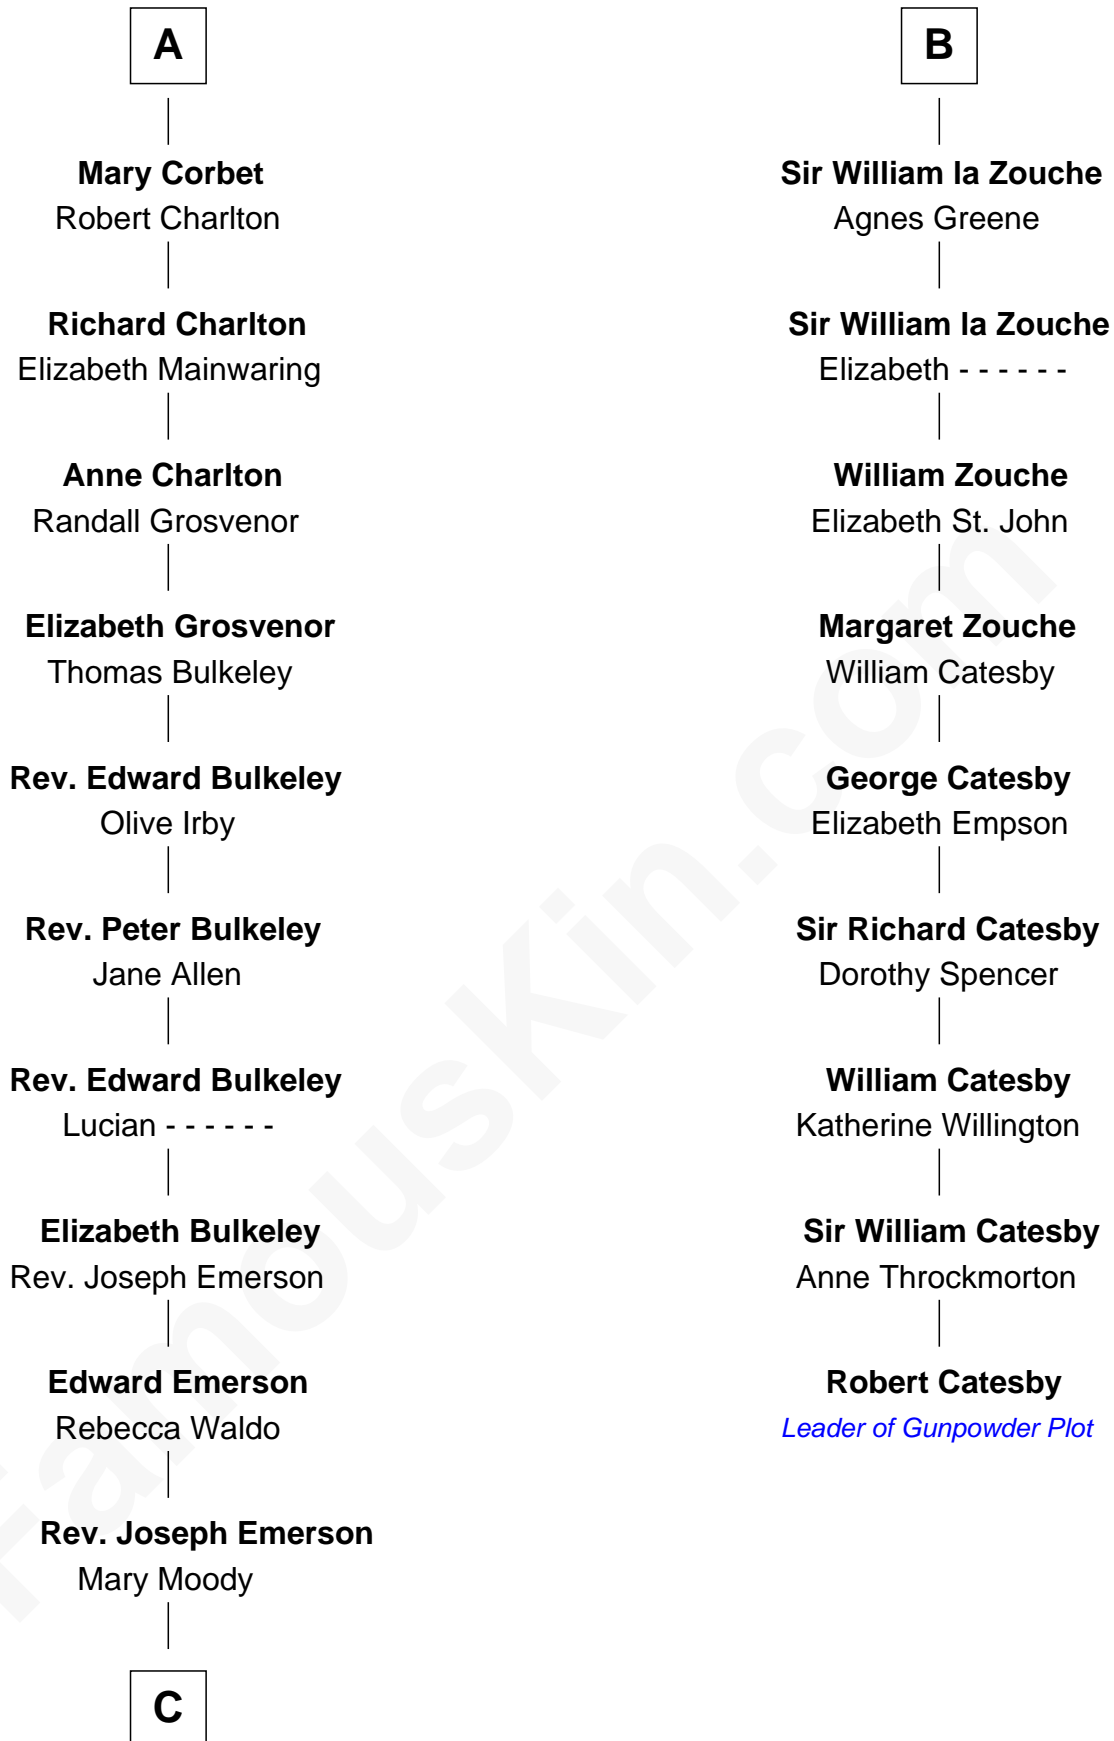 A
Mary Corbet
Robert Charlton
Richard Charlton
Elizabeth Mainwaring
Anne Charlton
Randall Grosvenor
Elizabeth Grosvenor
Thomas Bulkeley
Rev. Edward Bulkeley
Olive Irby
Rev. Peter Bulkeley
Jane Allen
Rev. Edward Bulkeley
Lucian - - - - - -
Elizabeth Bulkeley
Rev. Joseph Emerson
Edward Emerson
Rebecca Waldo
Rev. Joseph Emerson
Mary Moody
C
B
Sir William la Zouche
Agnes Greene
Sir William la Zouche
Elizabeth - - - - - -
William Zouche
Elizabeth St. John
Margaret Zouche
William Catesby
George Catesby
Elizabeth Empson
Sir Richard Catesby
Dorothy Spencer
William Catesby
Katherine Willington
Sir William Catesby
Anne Throckmorton
Robert Catesby
Leader of Gunpowder Plot
FamousKin.com